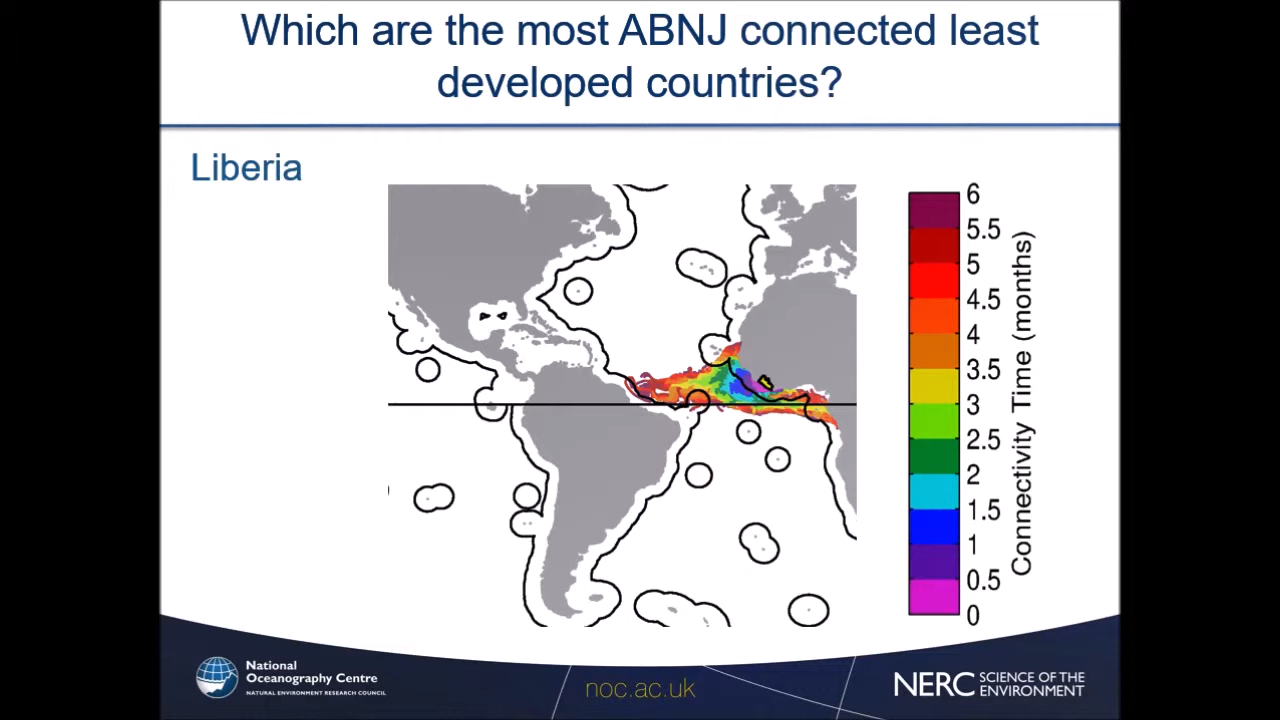 Which are the most ABNJ connected least
developed countries?
Liberia
6
5.5
5
4.5
4
3.5
3
2.5
2
1.5
1
0.5
0
Connectivity Time (months)
National
Oceanography Centre
NATURAL ENVIRONMENT RESEARCH COUNCIL
noc.ac.uk
NERC SCIENCE OF THE
ENVIRONMENT